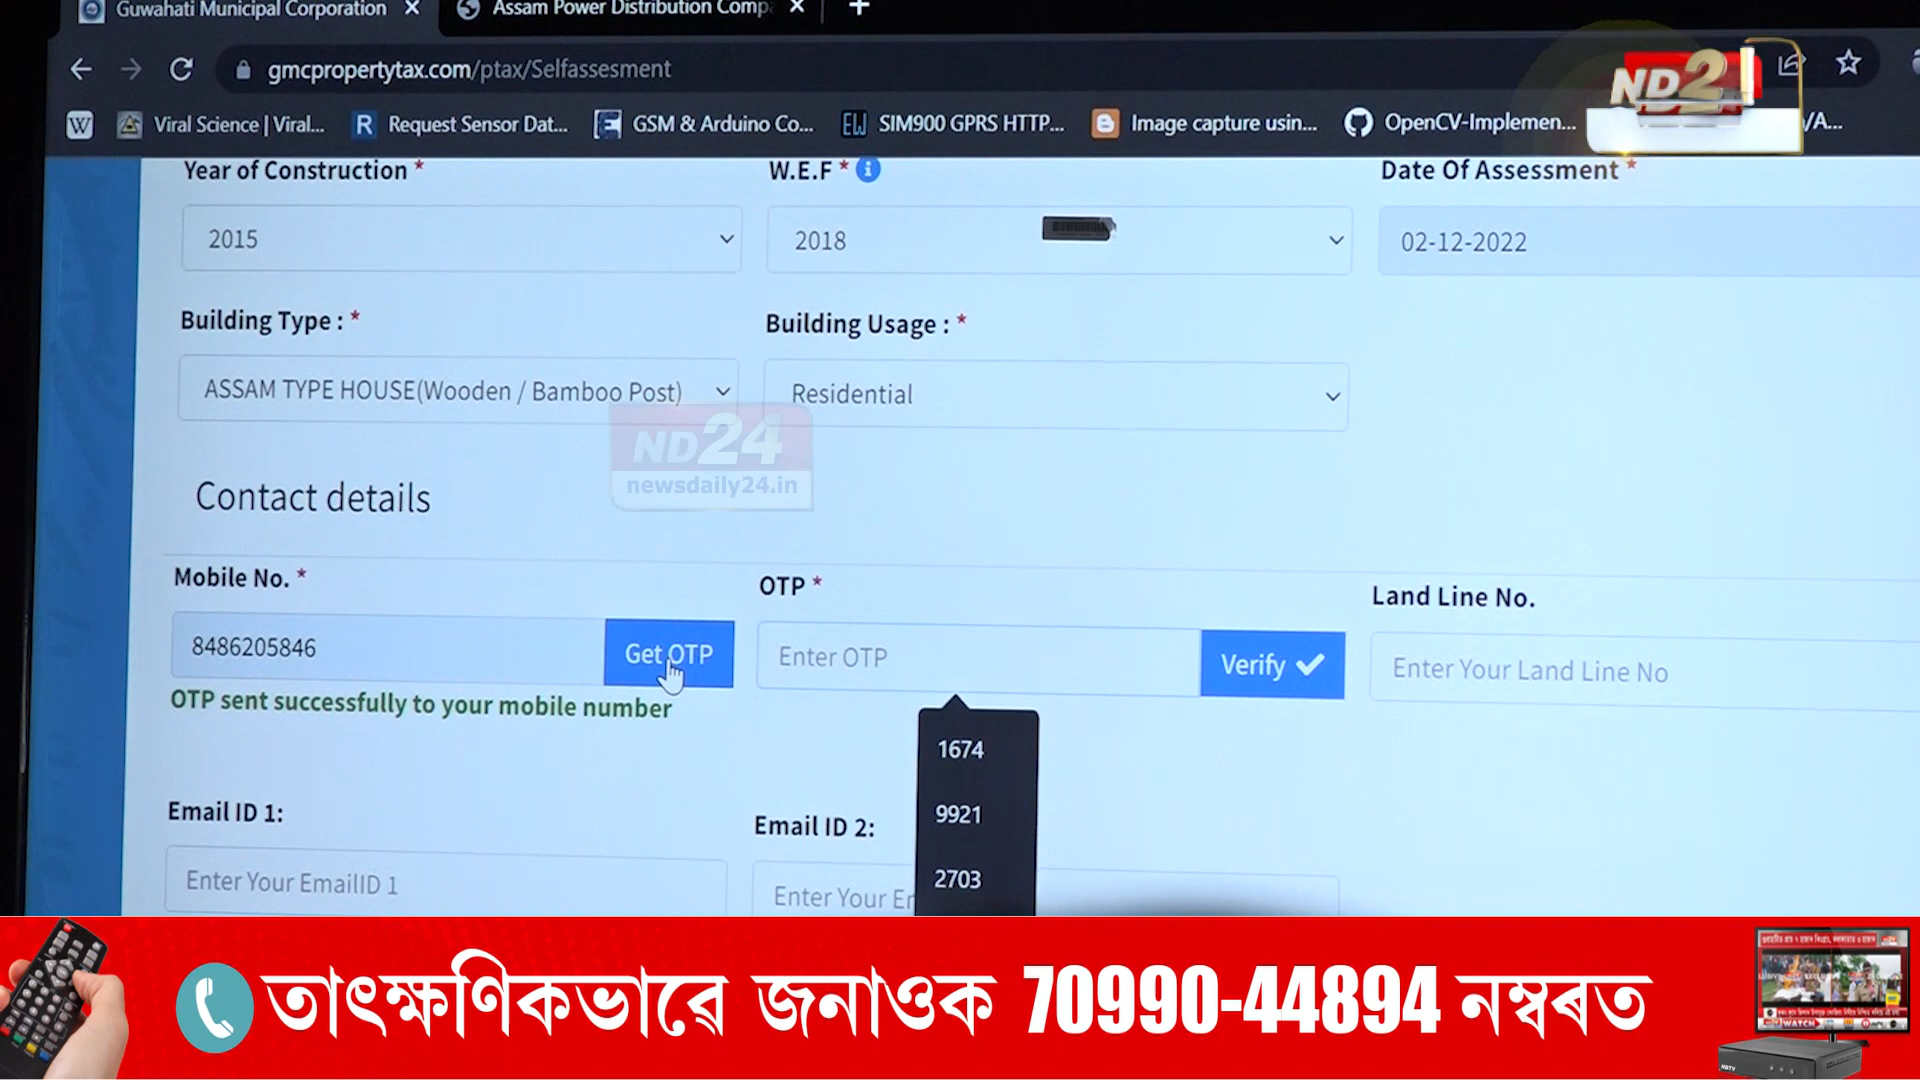 Guwahati Municipal Corporation
Assam Power Distribution Comp
gmcpropertytax.com/ptax/Selfassesment
W Viral Science | Viral... R Request Sensor Dat... GSM & Arduino Co... SIM900 GPRS HTTP... Image capture usin... OpenCV-Implemen... /A...
ND2
Year of Construction * W.E.F * Date Of Assessment *
2015 2018 02-12-2022
Building Type : * Building Usage : *
ASSAM TYPE HOUSE(Wooden / Bamboo Post) Residential
ND24
newsdaily24.in
Contact details
Mobile No. * OTP * Land Line No.
8486205846 Get OTP Enter OTP Verify Enter Your Land Line No
OTP sent successfully to your mobile number
1674
9921
2703
Email ID 1: Email ID 2:
Enter Your EmailID 1 Enter Your Em
তাৎক্ষণিকভাৱে জনাওক 70990-44894 নম্বৰত